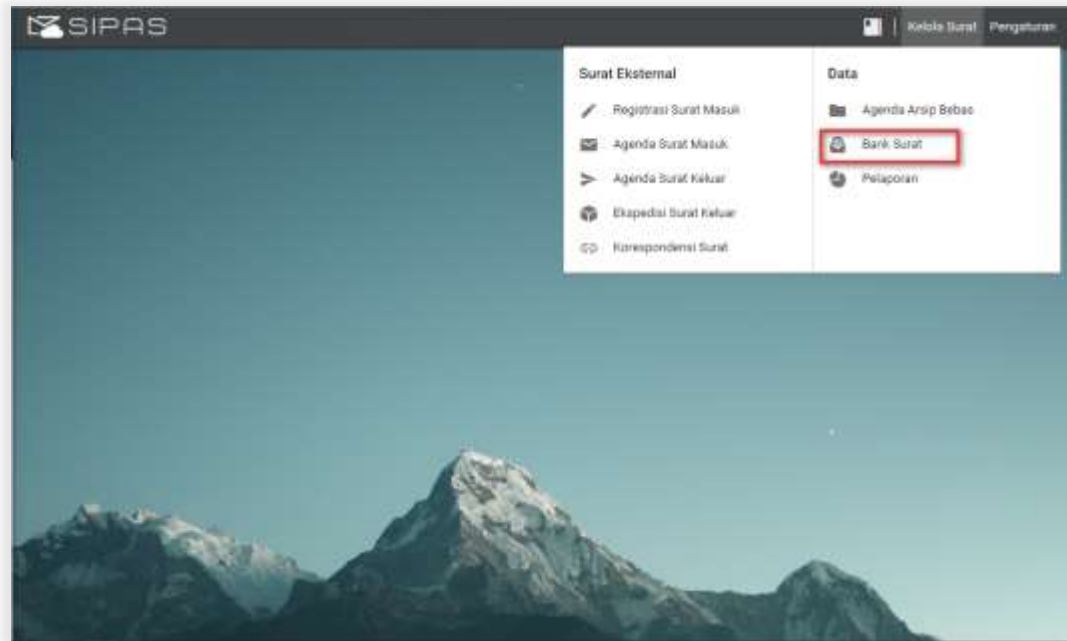 SIPAS
Kelola Surat Pengaturan
Surat Eksternal
Registrasi Surat Masuk
Agenda Surat Masuk
Agenda Surat Keluar
Ekspedisi Surat Keluar
Korespondensi Surat
Data
Agenda Arsip Bebas
Bank Surat
Pelaporan